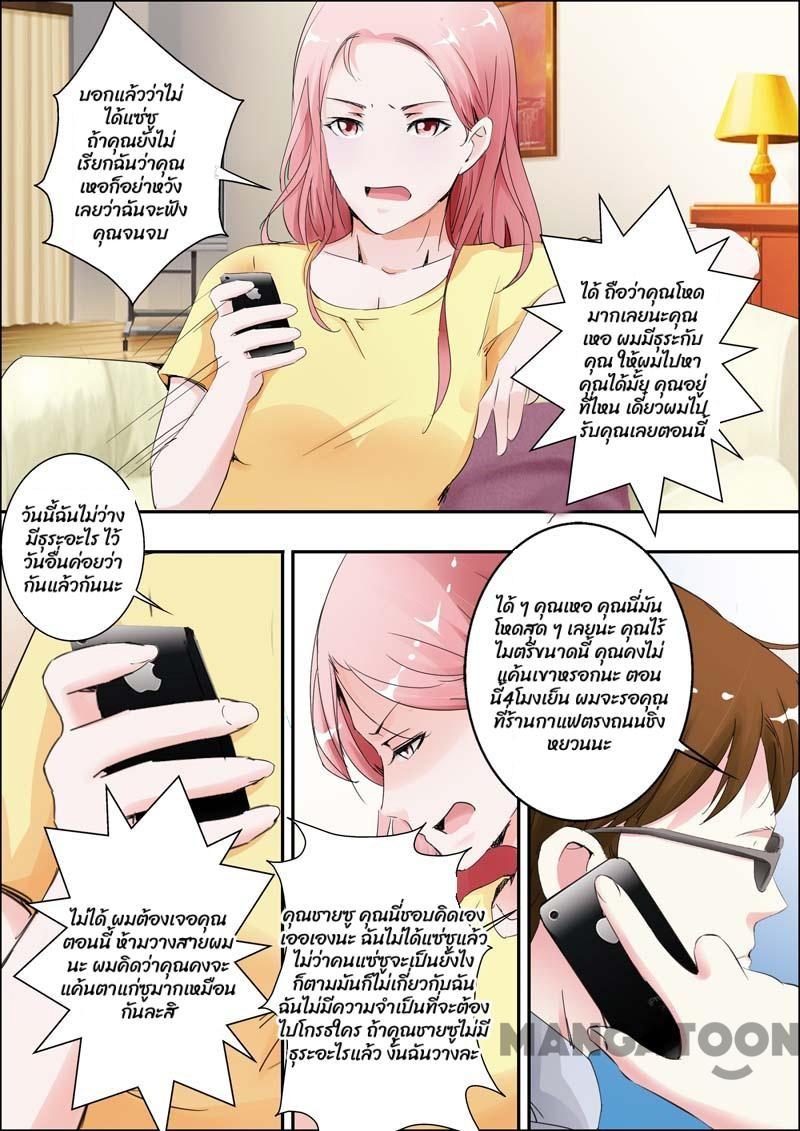 บอกแล้วว่าไม่
ได้แซ่ซู
ถ้าคุณยังไม่
เรียกฉันว่าคุณ
เหอก็อย่าหวัง
เลยว่าฉันจะฟัง
คุณจนจบ
ได้ ถือว่าคุณโหด
มากเลยนะคุณ
เหอ ผมมีธุระกับ
คุณ ให้ผมไปหา
คุณได้มั้ย คุณอยู่
ที่ไหน เดี๋ยวผมไป
รับคุณเลยตอนนี้
วันนี้ฉันไม่ว่าง
มีธุระอะไร ไว้
วันอื่นค่อยว่า
กันแล้วกันนะ
ไม่ได้ ผมต้องเจอคุณ
ตอนนี้ ห้ามวางสายผม
นะ ผมคิดว่าคุณคงจะ
แค้นตาแก่ซูมากเหมือน
กันละสิ
คุณชายซู คุณนี่ชอบคิดเอง
เออเองนะ ฉันไม่ได้แซ่ซูแล้ว
ไม่ว่าคนแซ่ซูจะเป็นยังไง
ก็ตามมันก็ไม่เกี่ยวกับฉัน
ฉันไม่มีความจำเป็นที่จะต้อง
ไปโกรธใคร ถ้าคุณชายซูไม่มี
ธุระอะไรแล้ว งั้นฉันวางละ
ได้ ๆ คุณเหอ คุณนี่มัน
โหดสุด ๆ เลยนะ คุณไร้
ไมตรีขนาดนี้ คุณคงไม่
แค้นเขาหรอกนะ ตอน
นี้4โมงเย็น ผมจะรอคุณ
ที่ร้านกาแฟตรงถนนชิ่ง
หยวนนะ
MANGATOON